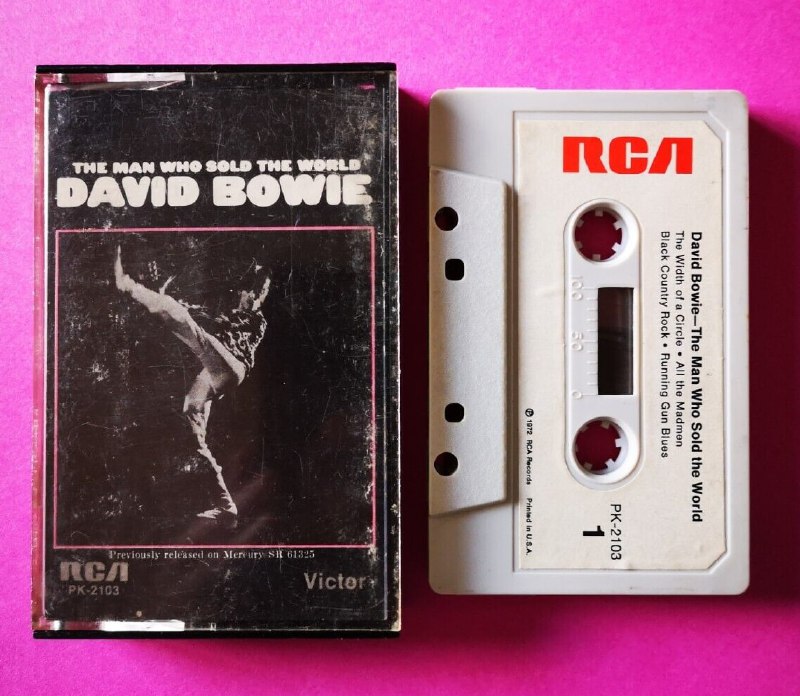 THE MAN WHO SOLD THE WORLD
DAVID BOWIE
Previously released on Mercury SR 61325
RCA
Victor
PK-2103
RCA
David Bowie—The Man Who Sold the World
The Width of a Circle • All the Madmen
Black Country Rock • Running Gun Blues
100 50 0
PK-2103
1
℗ 1972 RCA Records Printed in U.S.A.